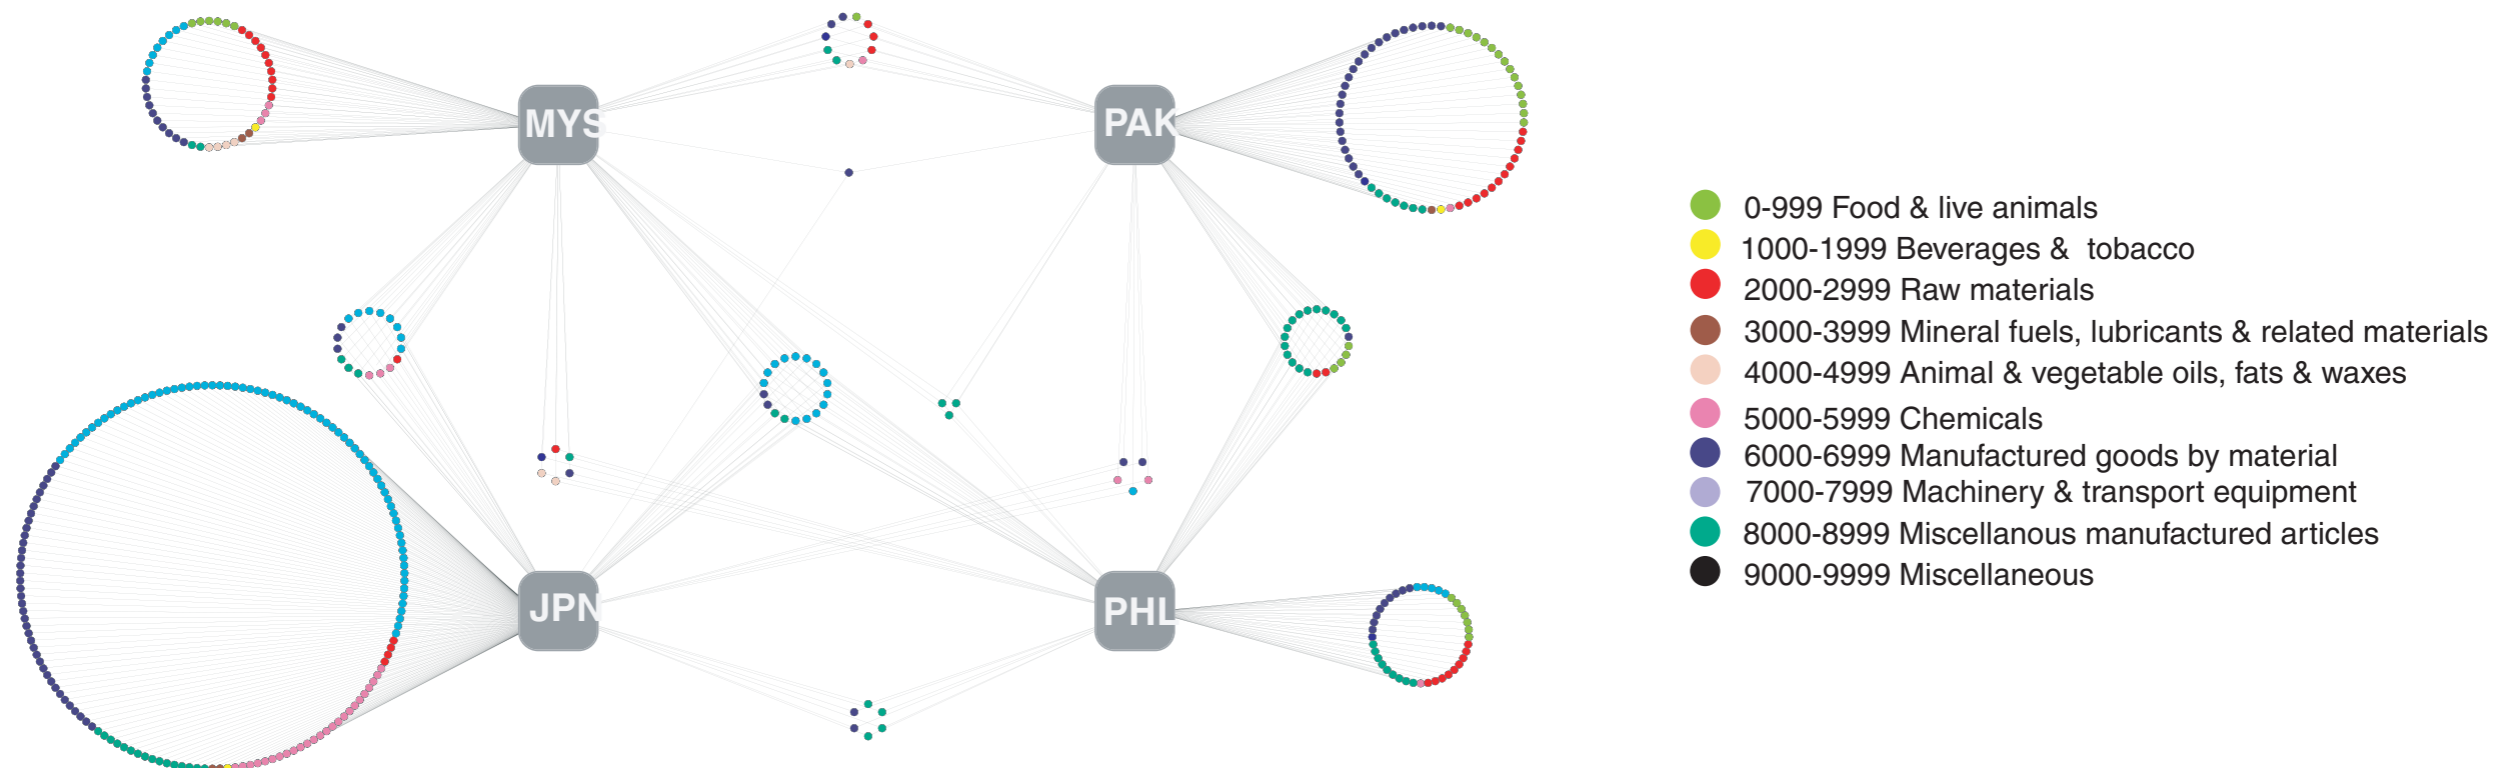 MYS
PAK
JPN
PHL
0-999 Food & live animals
1000-1999 Beverages & tobacco
2000-2999 Raw materials
3000-3999 Mineral fuels, lubricants & related materials
4000-4999 Animal & vegetable oils, fats & waxes
5000-5999 Chemicals
6000-6999 Manufactured goods by material
7000-7999 Machinery & transport equipment
8000-8999 Miscellanous manufactured articles
9000-9999 Miscellaneous